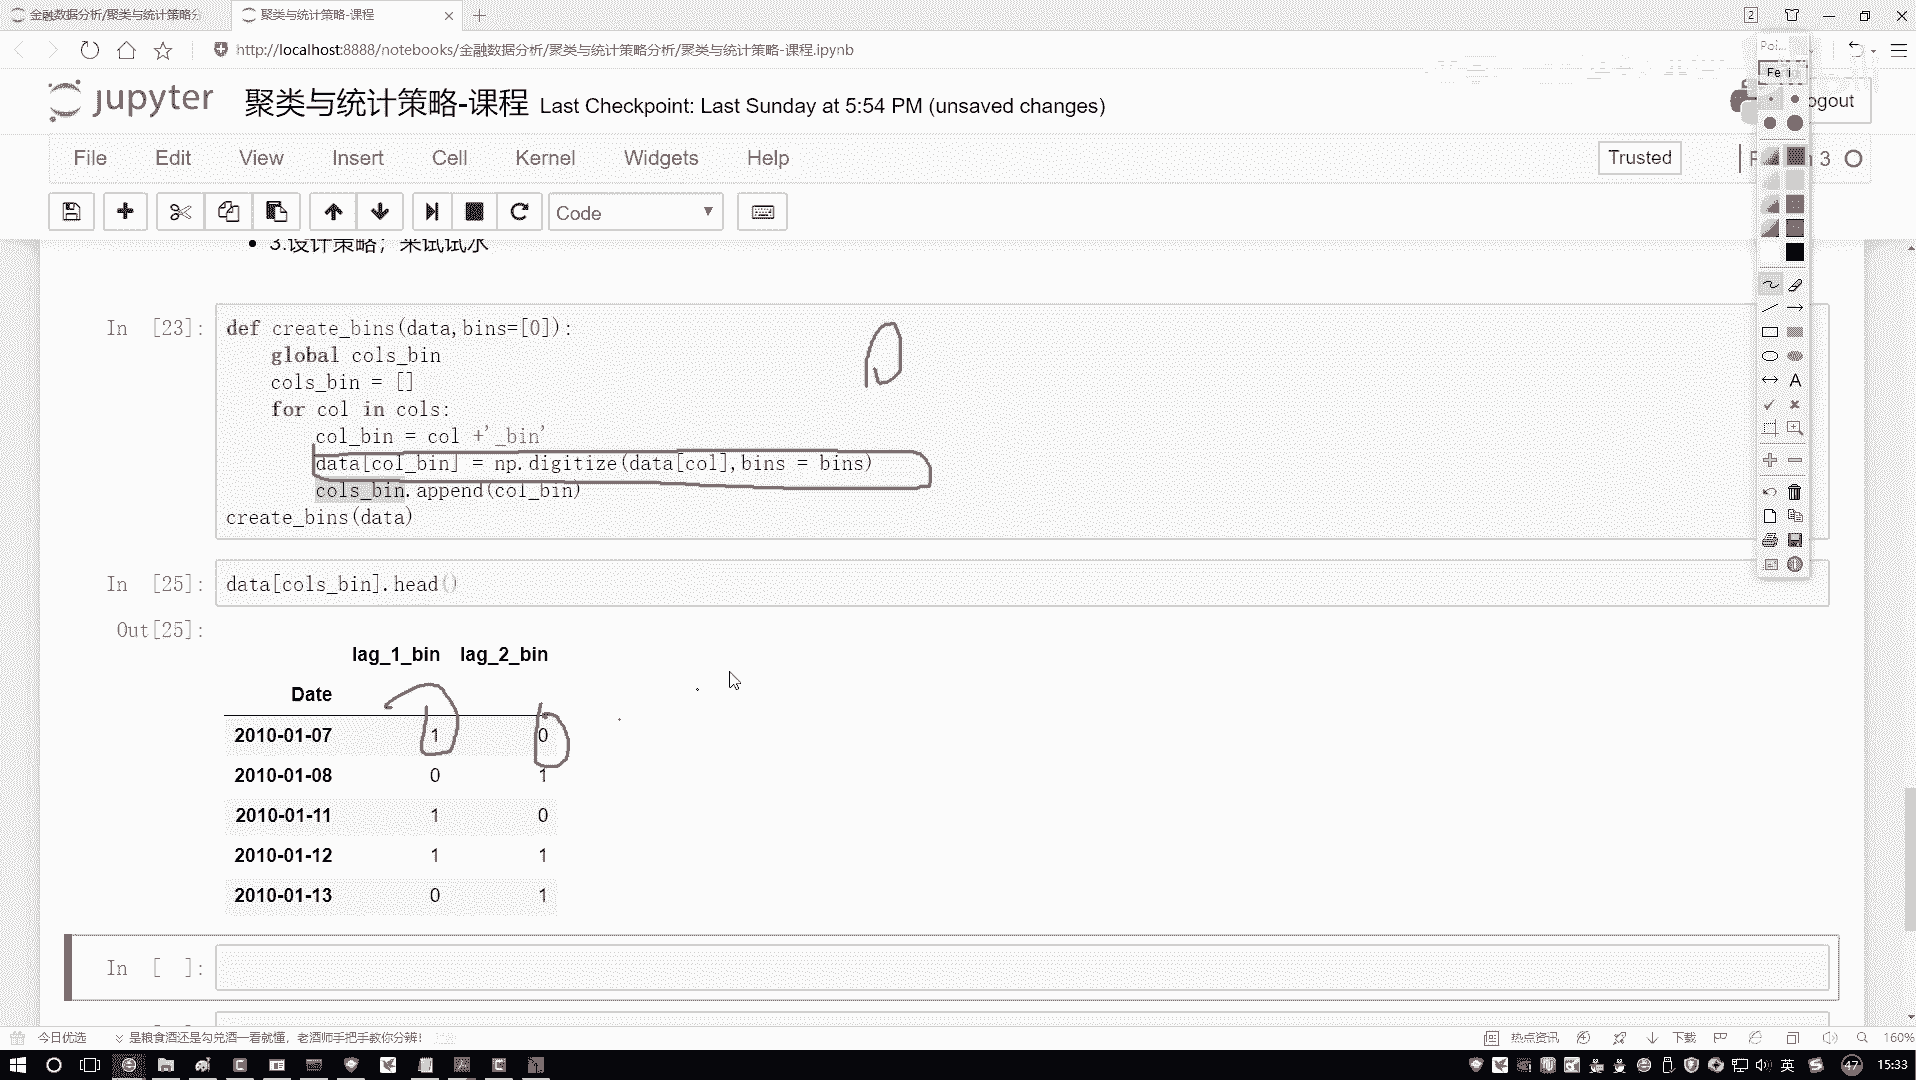 金融数据分析/聚类与统计策略分
聚类与统计策略-课程
2
http://localhost:8888/notebooks/金融数据分析/聚类与统计策略分析/聚类与统计策略-课程.ipynb
jupyter 聚类与统计策略-课程 Last Checkpoint: Last Sunday at 5:54 PM (unsaved changes)
ogout
File Edit View Insert Cell Kernel Widgets Help
Trusted
3
Code
3.设计策略；来试试水
In [23]:
def create_bins(data,bins=[0]):
global cols_bin
cols_bin = []
for col in cols:
col_bin = col +'_bin'
data[col_bin] = np.digitize(data[col],bins = bins)
cols_bin.append(col_bin)
create_bins(data)
In [25]: data[cols_bin].head()
Out[25]:
lag_1_bin lag_2_bin
Date
2010-01-07 1 0
2010-01-08 0 1
2010-01-11 1 0
2010-01-12 1 1
2010-01-13 0 1
In [ ]:
今日优选 是粮食酒还是勾兑酒一看就懂，老酒师手把手教你分辨！ 热点资讯 下载 160%
英 47 15:33